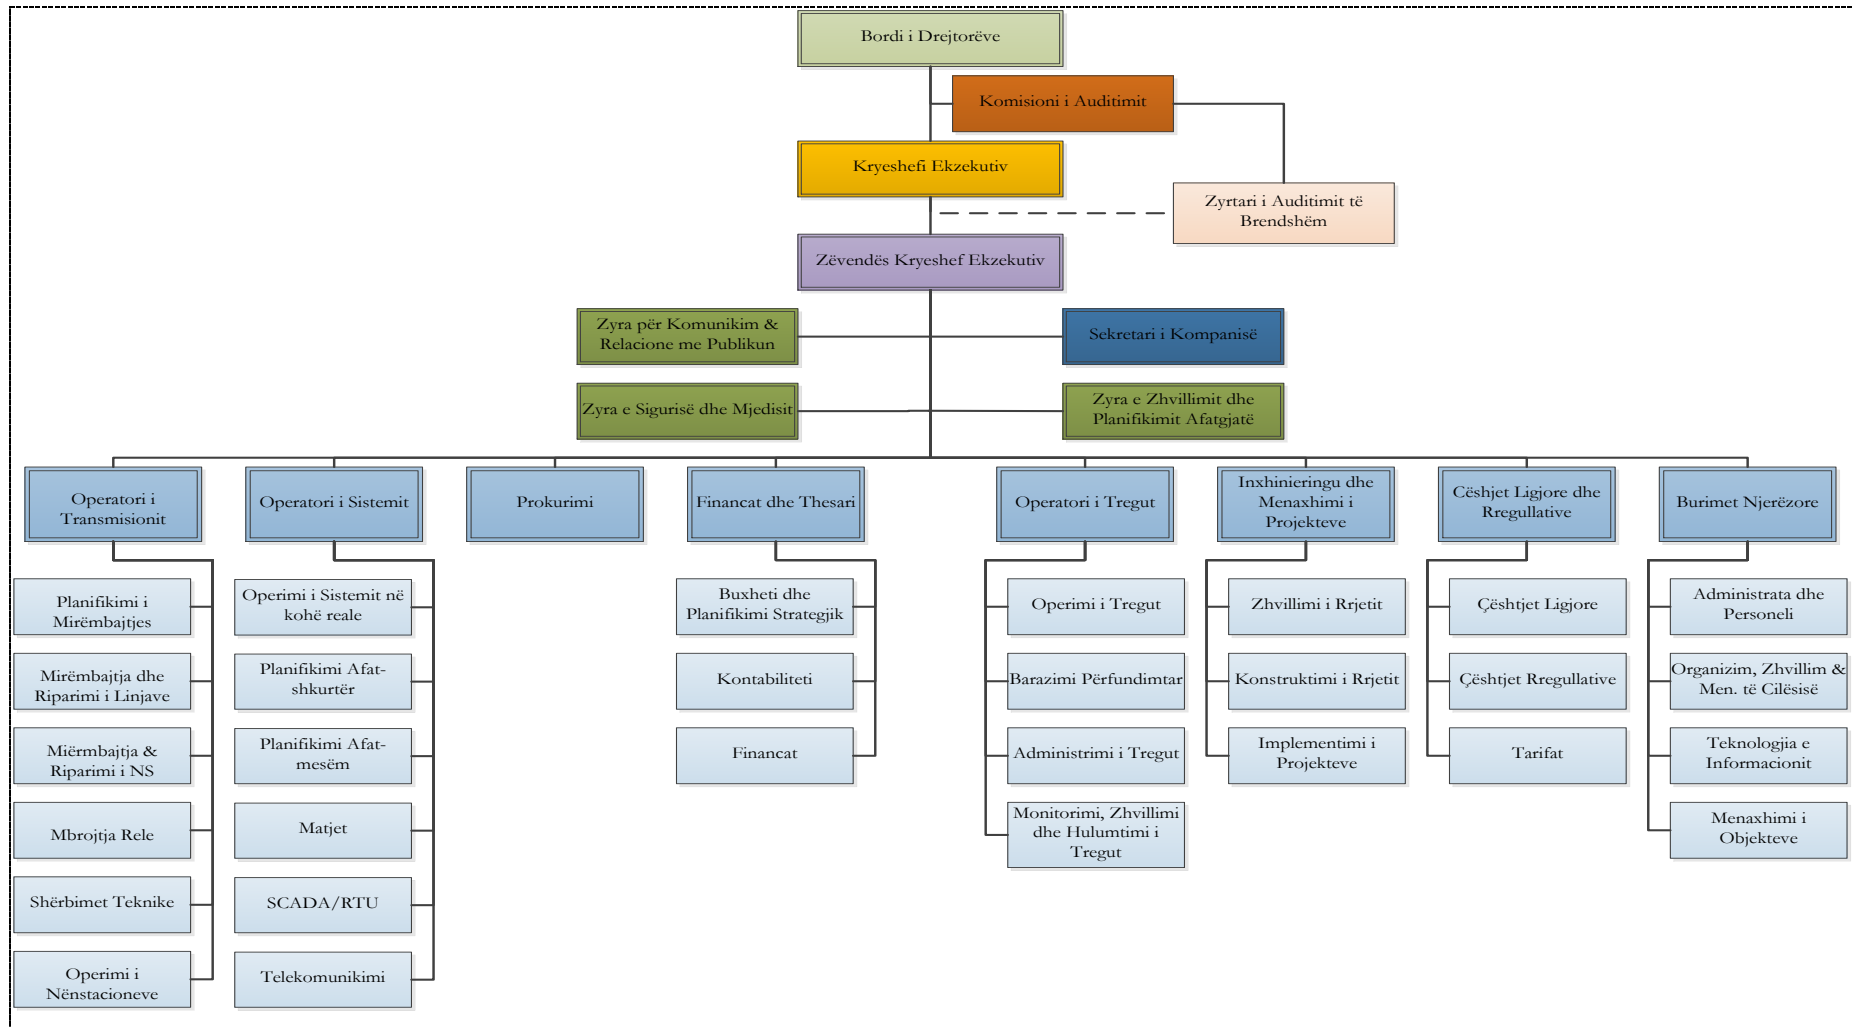 Bordi i Drejtorëve
Komisioni i Auditimit
Kryeshefi Ekzekutiv
Zyrtari i Auditimit të
Brendshëm
Zëvendës Kryeshef Ekzekutiv
Zyra për Komunikim &
Relacione me Publikun
Sekretari i Kompanisë
Zyra e Sigurisë dhe Mjedisit
Zyra e Zhvillimit dhe
Planifikimit Afatgjatë
Operatori i
Transmisionit
Operatori i Sistemit
Prokurimi
Financat dhe Thesari
Operatori i Tregut
Inxhinieringu dhe
Menaxhimi i
Projekteve
Cëshjet Ligjore dhe
Rregullative
Burimet Njerëzore
Planifikimi i
Mirëmbajtjes
Mirëmbajtja dhe
Riparimi i Linjave
Miërmbajtja &
Riparimi i NS
Mbrojtja Rele
Shërbimet Teknike
Operimi i
Nënstacioneve
Operimi i Sistemit në
kohë reale
Planifikimi Afat-
shkurtër
Planifikimi Afat-
mesëm
Matjet
SCADA/RTU
Telekomunikimi
Buxheti dhe
Planifikimi Strategjik
Kontabiliteti
Financat
Operimi i Tregut
Barazimi Përfundimtar
Administrimi i Tregut
Monitorimi, Zhvillimi
dhe Hulumtimi i
Tregut
Zhvillimi i Rrjetit
Konstruktimi i Rrjetit
Implementimi i
Projekteve
Çështjet Ligjore
Çështjet Rregullative
Tarifat
Administrata dhe
Personeli
Organizim, Zhvillim &
Men. të Cilësisë
Teknologjia e
Informacionit
Menaxhimi i
Objekteve